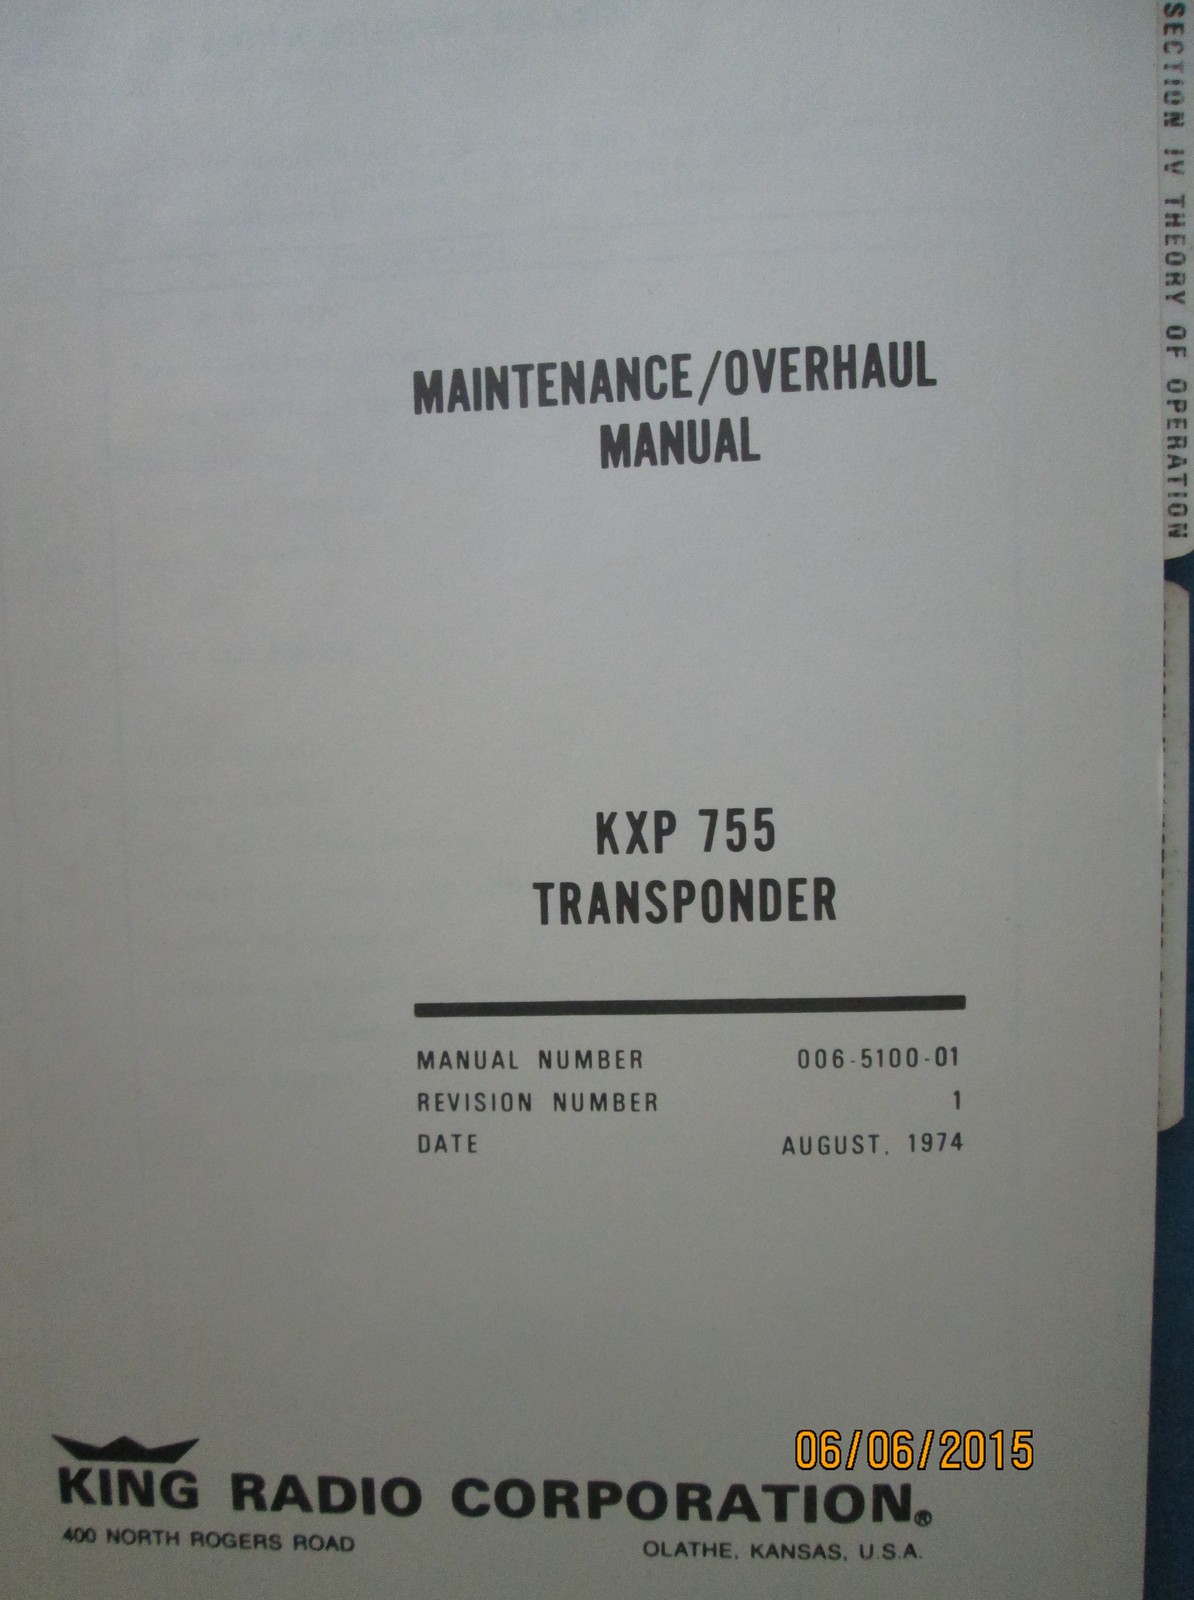 SECTION IV THEORY OF OPERATION
MAINTENANCE/OVERHAUL
MANUAL
KXP 755
TRANSPONDER
MANUAL NUMBER 006-5100-01
REVISION NUMBER 1
DATE AUGUST, 1974
06/06/2015
KING RADIO CORPORATION®
400 NORTH ROGERS ROAD OLATHE, KANSAS, U.S.A.